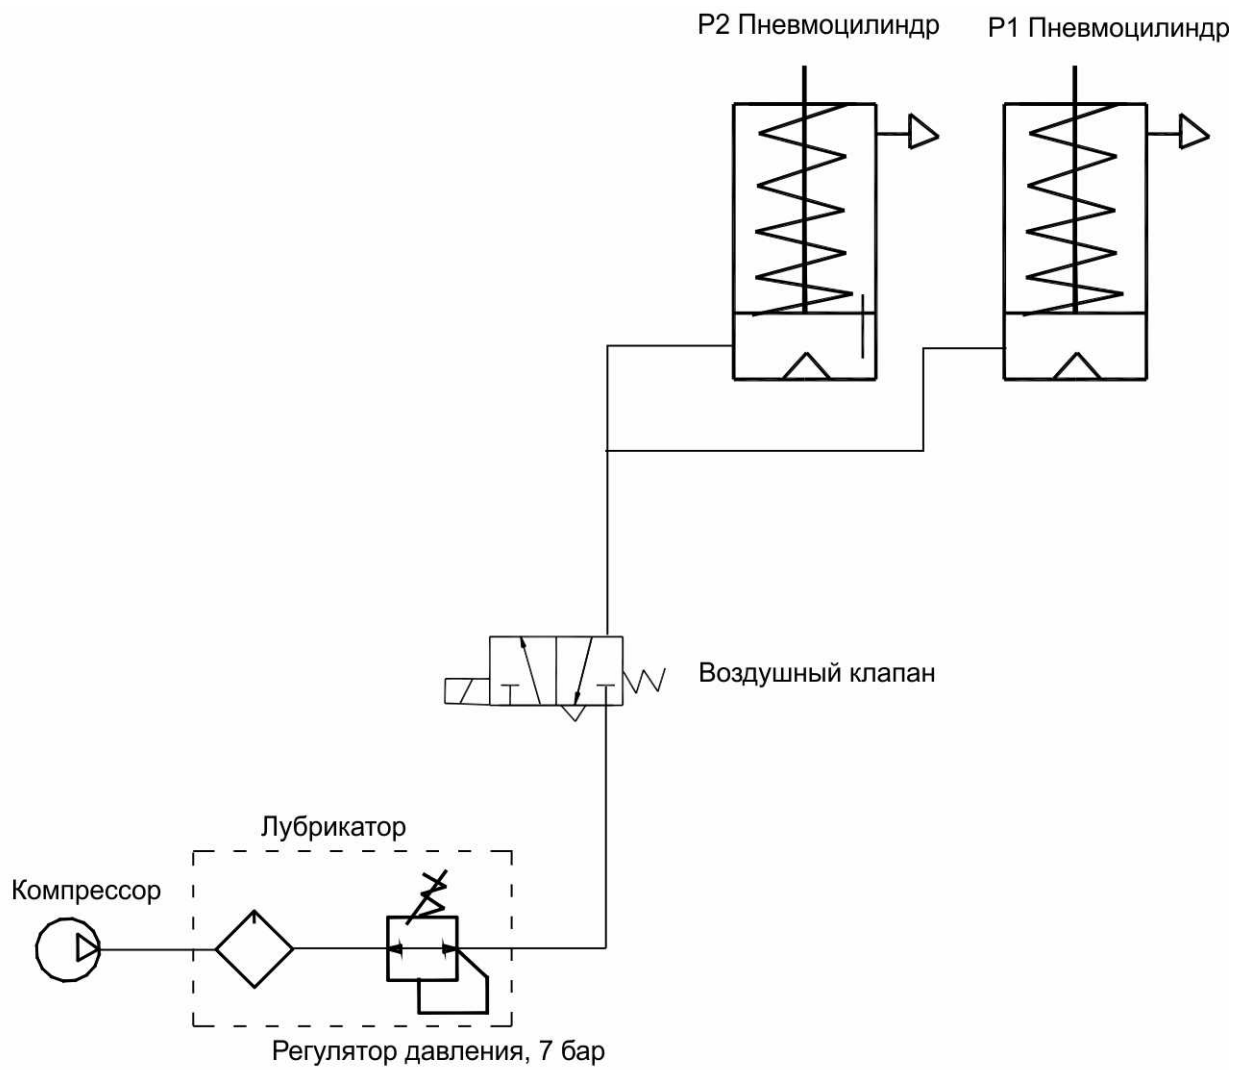 P2 Пневмоцилиндр
P1 Пневмоцилиндр
Воздушный клапан
Лубрикатор
Компрессор
Регулятор давления, 7 бар